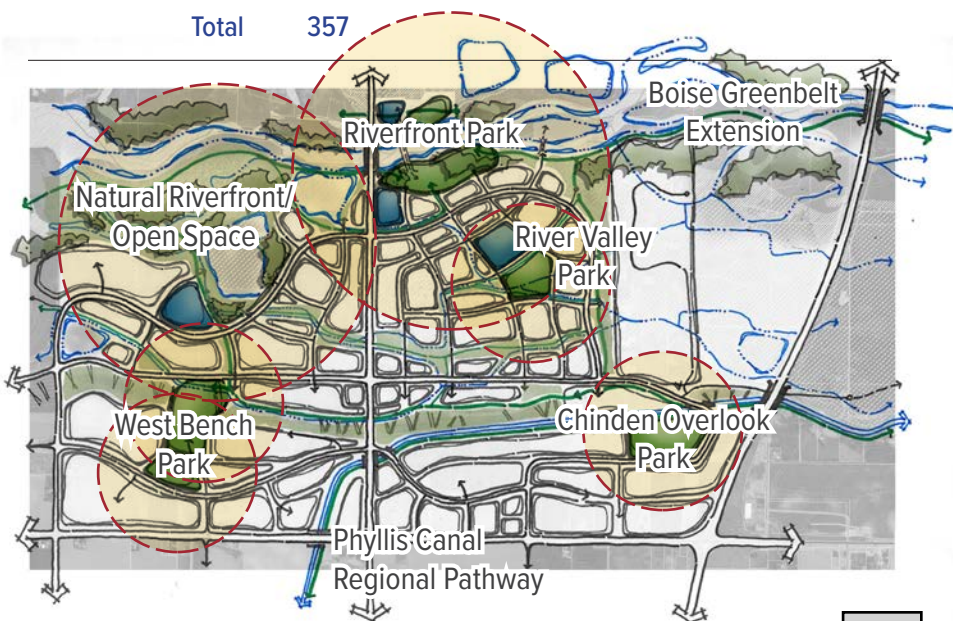 Total 357
Boise Greenbelt
Extension
Riverfront Park
Natural Riverfront/
Open Space
River Valley
Park
West Bench
Park
Chinden Overlook
Park
Phyllis Canal
Regional Pathway